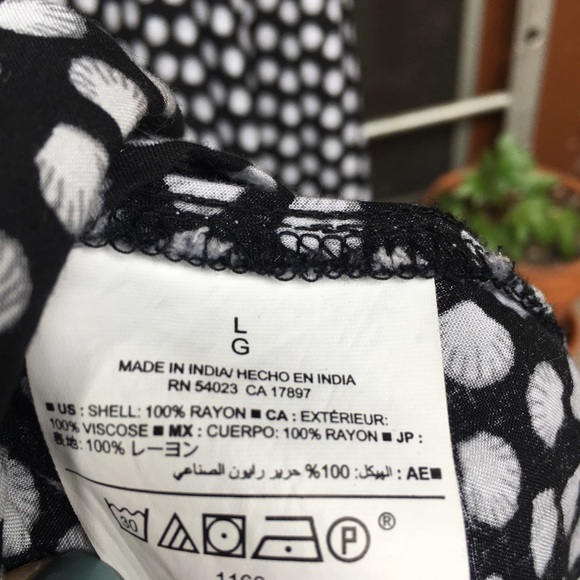 L
G
MADE IN INDIA/ HECHO EN INDIA
RN 54023 CA 17897
■ US : SHELL: 100% RAYON ■ CA : EXTÉRIEUR:
100% VISCOSE ■ MX : CUERPO: 100% RAYON ■ JP :
表地: 100% レーヨン
■AE : الهيكل: 100% حرير رايون الصناعي
30 P ®